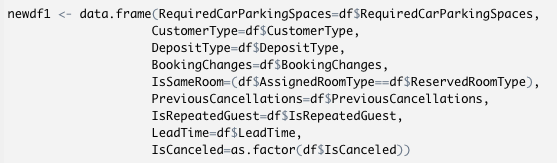 newdf1 <- data.frame(RequiredCarParkingSpaces=df$RequiredCarParkingSpaces,
CustomerType=df$CustomerType,
DepositType=df$DepositType,
BookingChanges=df$BookingChanges,
IsSameRoom=(df$AssignedRoomType==df$ReservedRoomType),
PreviousCancellations=df$PreviousCancellations,
IsRepeatedGuest=df$IsRepeatedGuest,
LeadTime=df$LeadTime,
IsCanceled=as.factor(df$IsCanceled))